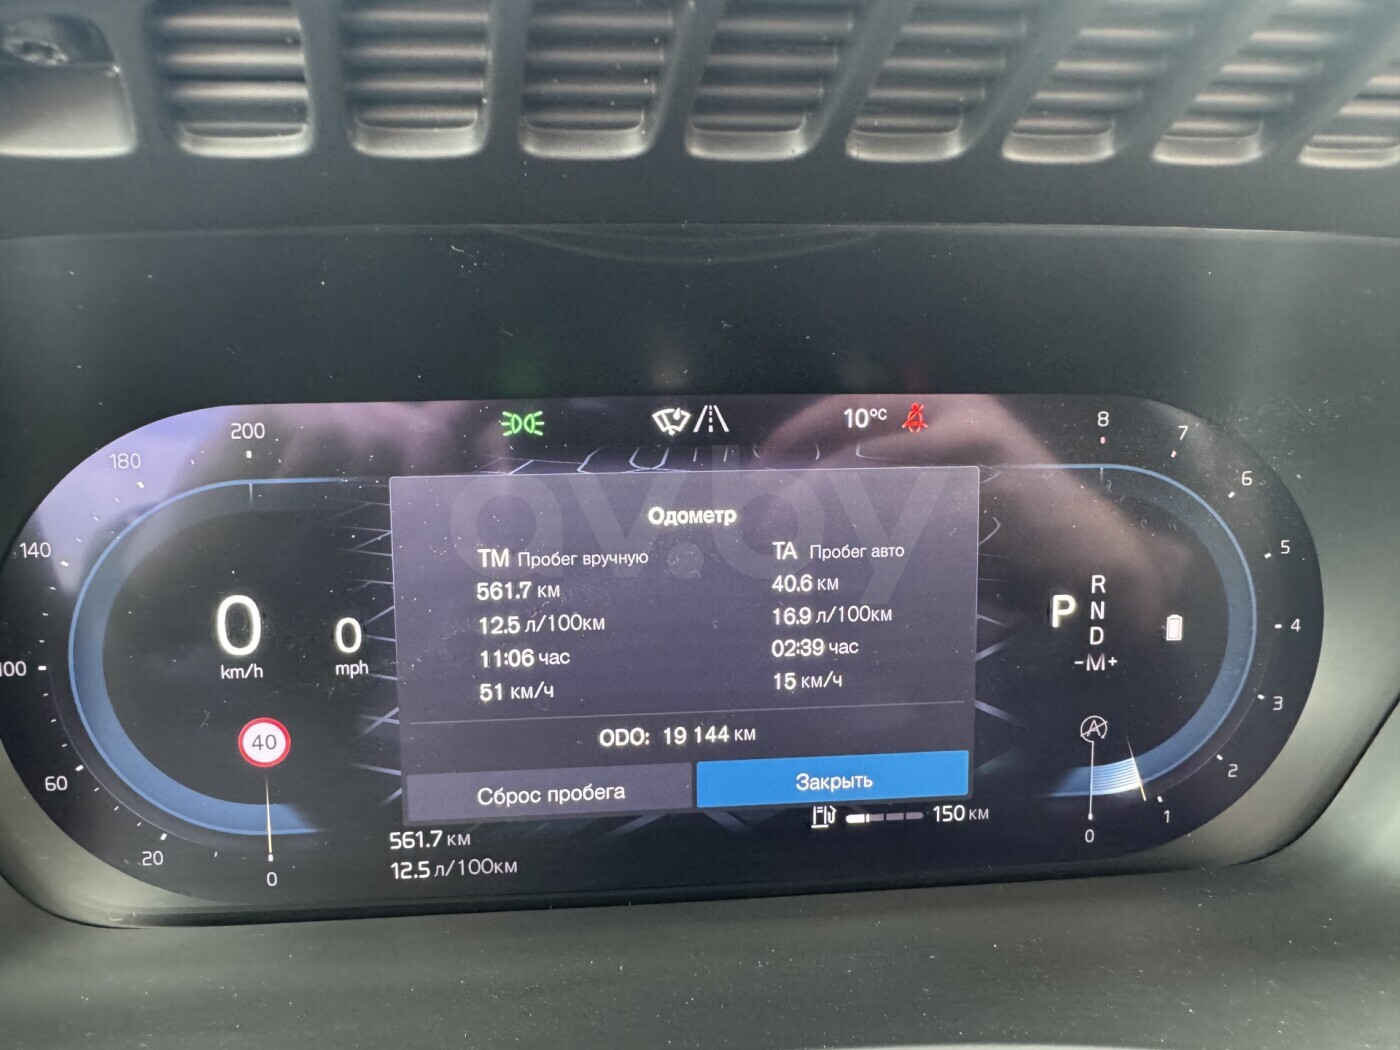 10°C
200
180
140
100
60
20
0
0
km/h
0
mph
40
Одометр
TM Пробег вручную
561.7 км
12.5 л/100км
11:06 час
51 км/ч
TA Пробег авто
40.6 км
16.9 л/100км
02:39 час
15 км/ч
ODO: 19 144 км
Сброс пробега
Закрыть
561.7 км
12.5 л/100км
150 км
P
R
N
D
-M+
A
8
7
6
5
4
3
2
1
0
av.by